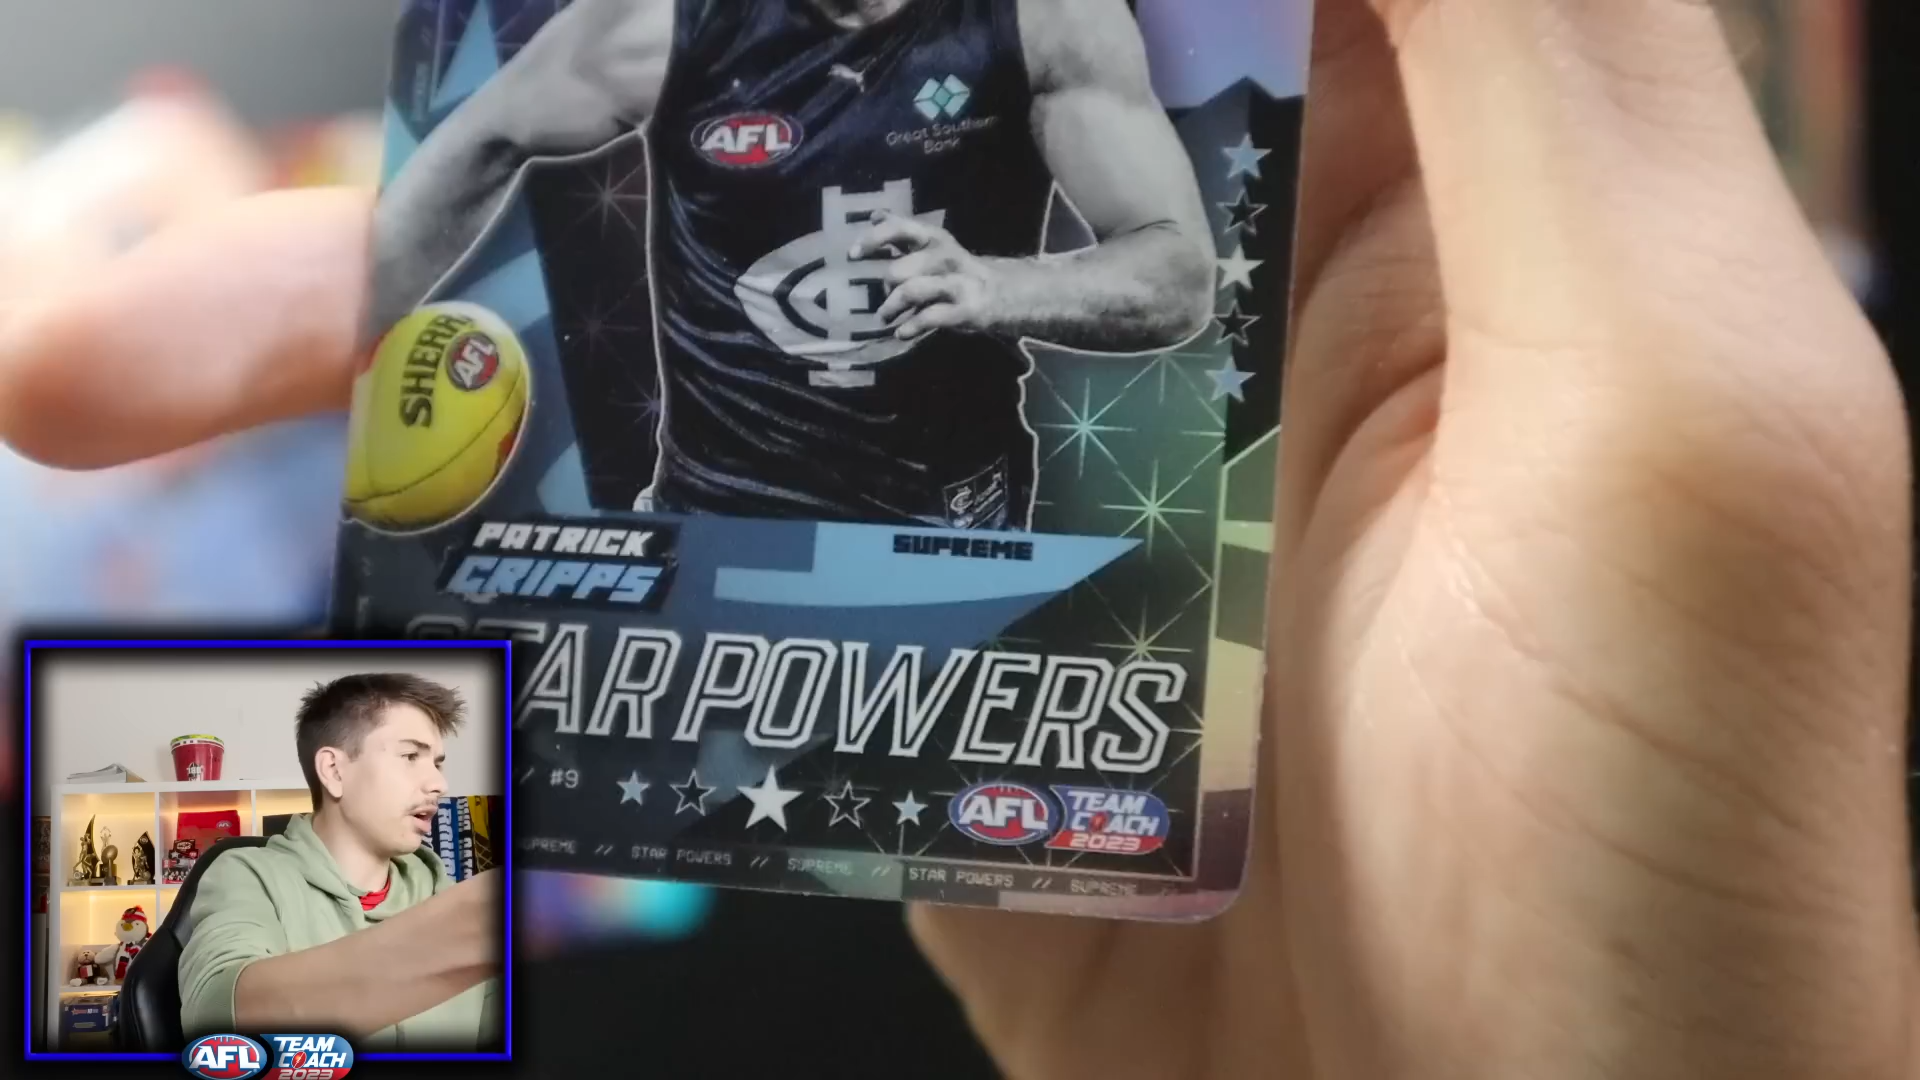 AFL
Great Southern
Bank
SHERR
AFL
PATRICK
CRIPPS
SUPREME
STAR POWERS
/ #9
AFL TEAM COACH 2023
SUPREME // STAR POWERS // SUPREME // STAR POWERS // SUPREME
AFL TEAM COACH 2023